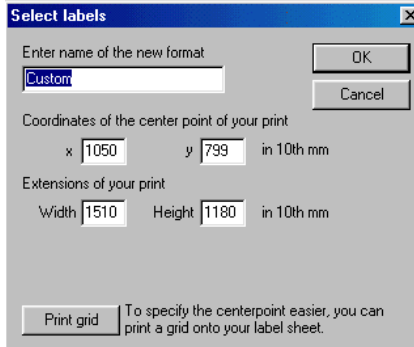 Select labels
Enter name of the new format
OK
Custom
Cancel
Coordinates of the center point of your print
x 1050 y 799 in 10th mm
Extensions of your print
Width 1510 Height 1180 in 10th mm
Print grid
To specify the centerpoint easier, you can
print a grid onto your label sheet.